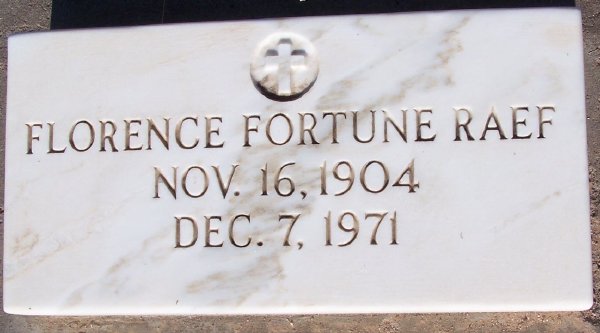 FLORENCE FORTUNE RAEF
NOV. 16, 1904
DEC. 7, 1971